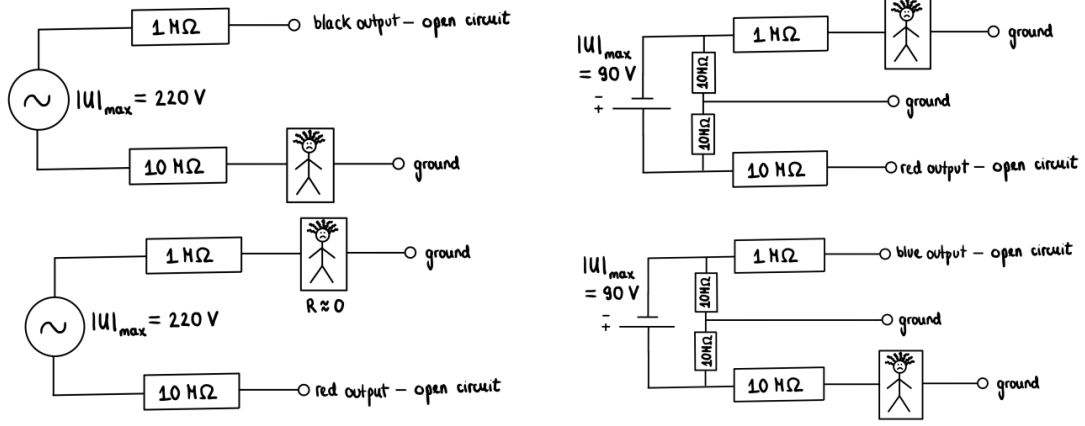 1 MΩ
black output – open circuit
|U|max = 220 V
10 MΩ
ground
1 MΩ
ground
R ≈ 0
|U|max = 220 V
10 MΩ
red output – open circuit
|U|max
= 90 V
1 MΩ
ground
10MΩ
ground
- 
+
10MΩ
10 MΩ
red output – open circuit
|U|max
= 90 V
1 MΩ
blue output – open circuit
10MΩ
ground
-
+
10MΩ
10 MΩ
ground